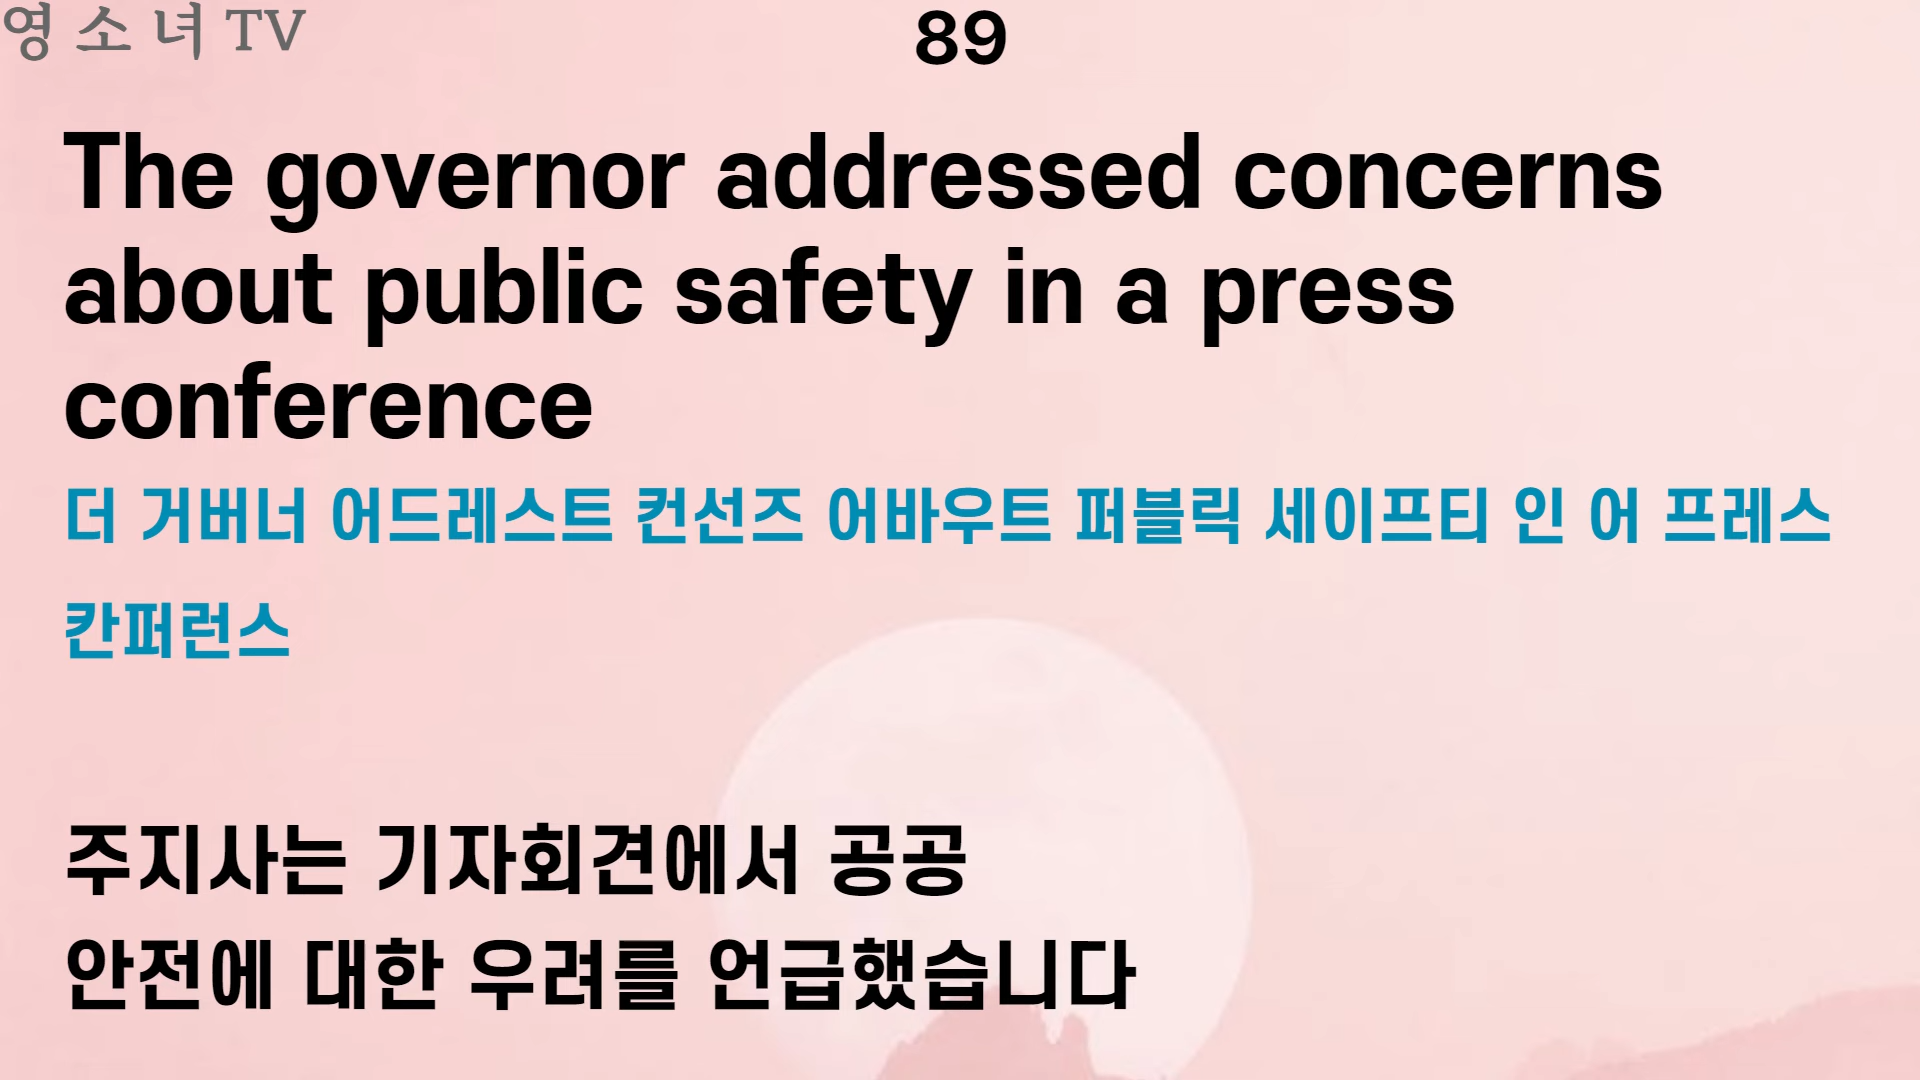 영소녀TV
89
The governor addressed concerns
about public safety in a press
conference
더 거버너 어드레스트 컨선즈 어바우트 퍼블릭 세이프티 인 어 프레스
칸퍼런스
주지사는 기자회견에서 공공
안전에 대한 우려를 언급했습니다